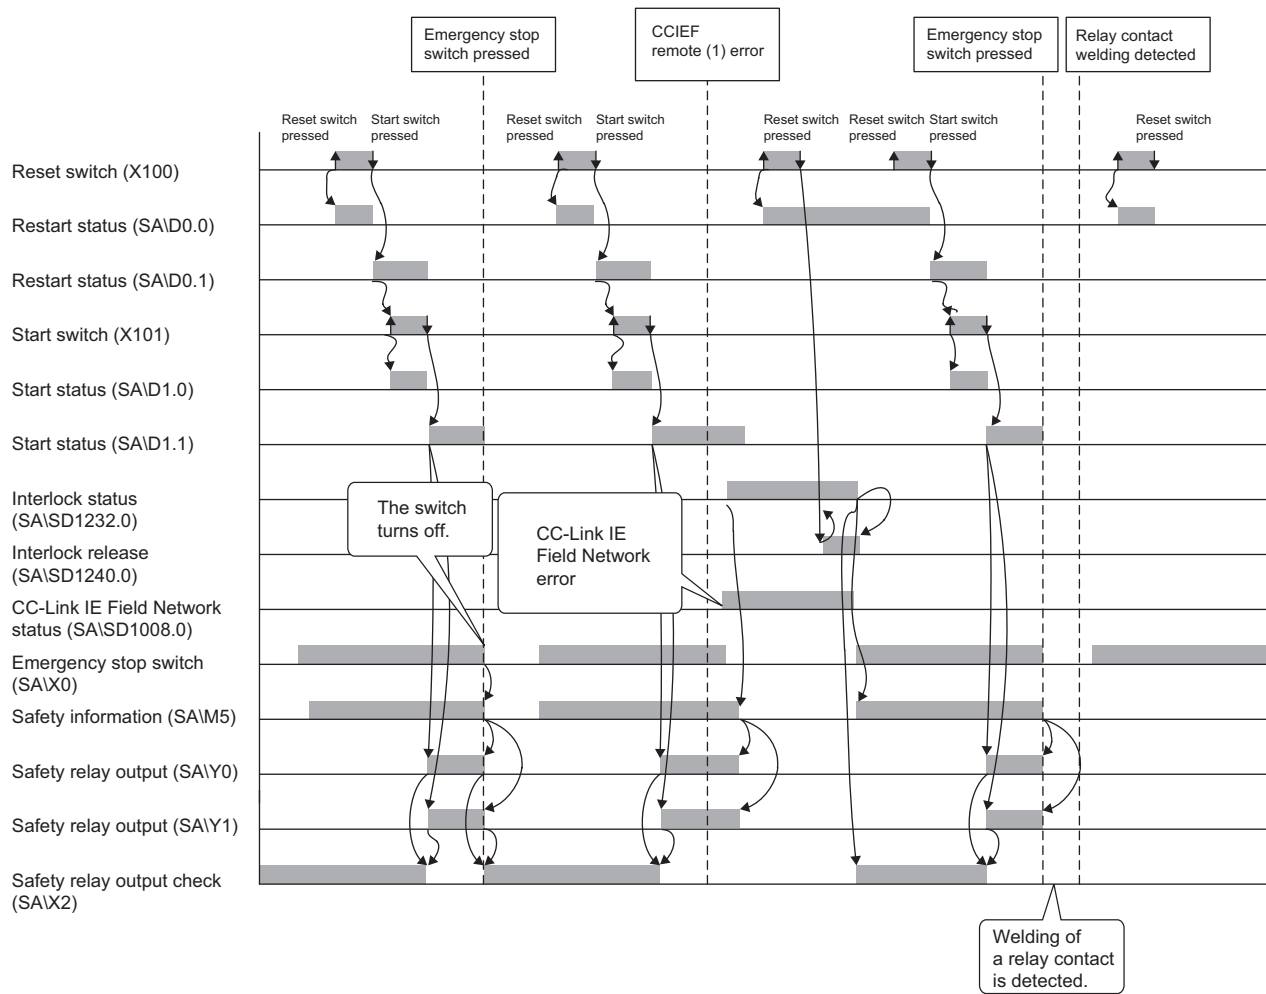 Emergency stop
switch pressed
CCIEF
remote (1) error
Emergency stop
switch pressed
Relay contact
welding detected
Reset switch
pressed
Start switch
pressed
Reset switch
pressed
Start switch
pressed
Reset switch
pressed
Reset switch
pressed
Start switch
pressed
Reset switch
pressed
Reset switch (X100)
Restart status (SA\D0.0)
Restart status (SA\D0.1)
Start switch (X101)
Start status (SA\D1.0)
Start status (SA\D1.1)
Interlock status
(SA\SD1232.0)
The switch
turns off.
CC-Link IE
Field Network
error
Interlock release
(SA\SD1240.0)
CC-Link IE Field Network
status (SA\SD1008.0)
Emergency stop switch
(SA\X0)
Safety information (SA\M5)
Safety relay output (SA\Y0)
Safety relay output (SA\Y1)
Safety relay output check
(SA\X2)
Welding of
a relay contact
is detected.